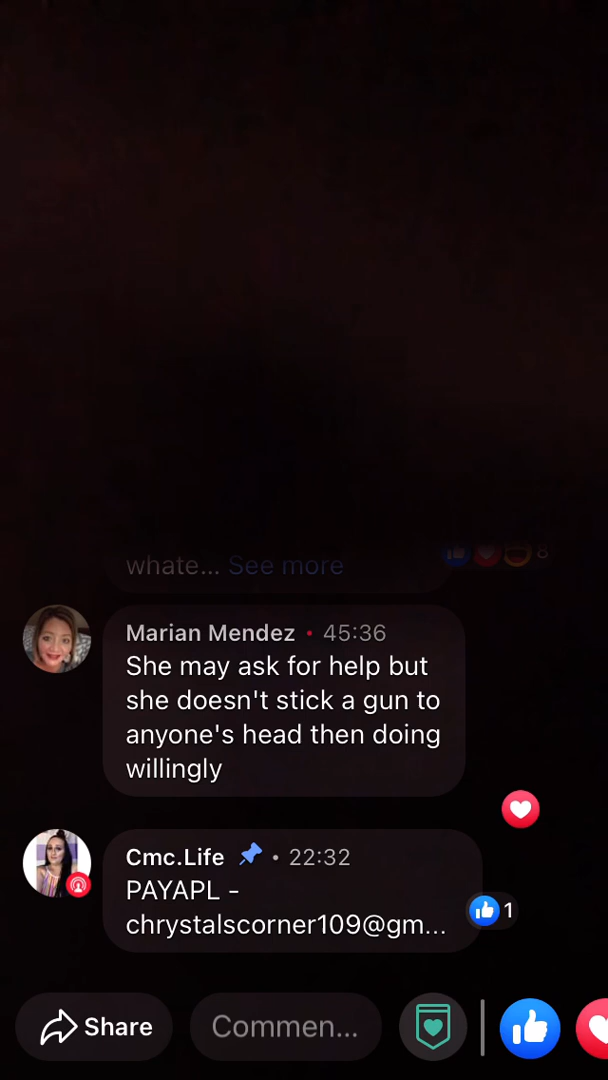 whate... See more
8
Marian Mendez • 45:36
She may ask for help but
she doesn't stick a gun to
anyone's head then doing
willingly
Cmc.Life • 22:32
PAYAPL -
chrystalscorner109@gm...
1
Share
Commen...